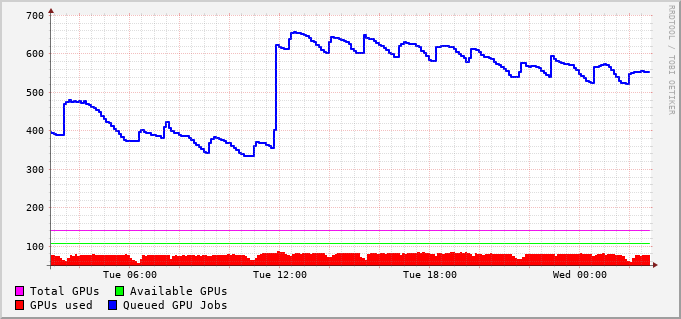 700
600
500
400
300
200
100
Tue 06:00 Tue 12:00 Tue 18:00 Wed 00:00
Total GPUs Available GPUs
GPUs used Queued GPU Jobs
RRDTOOL / TOBI OETIKER